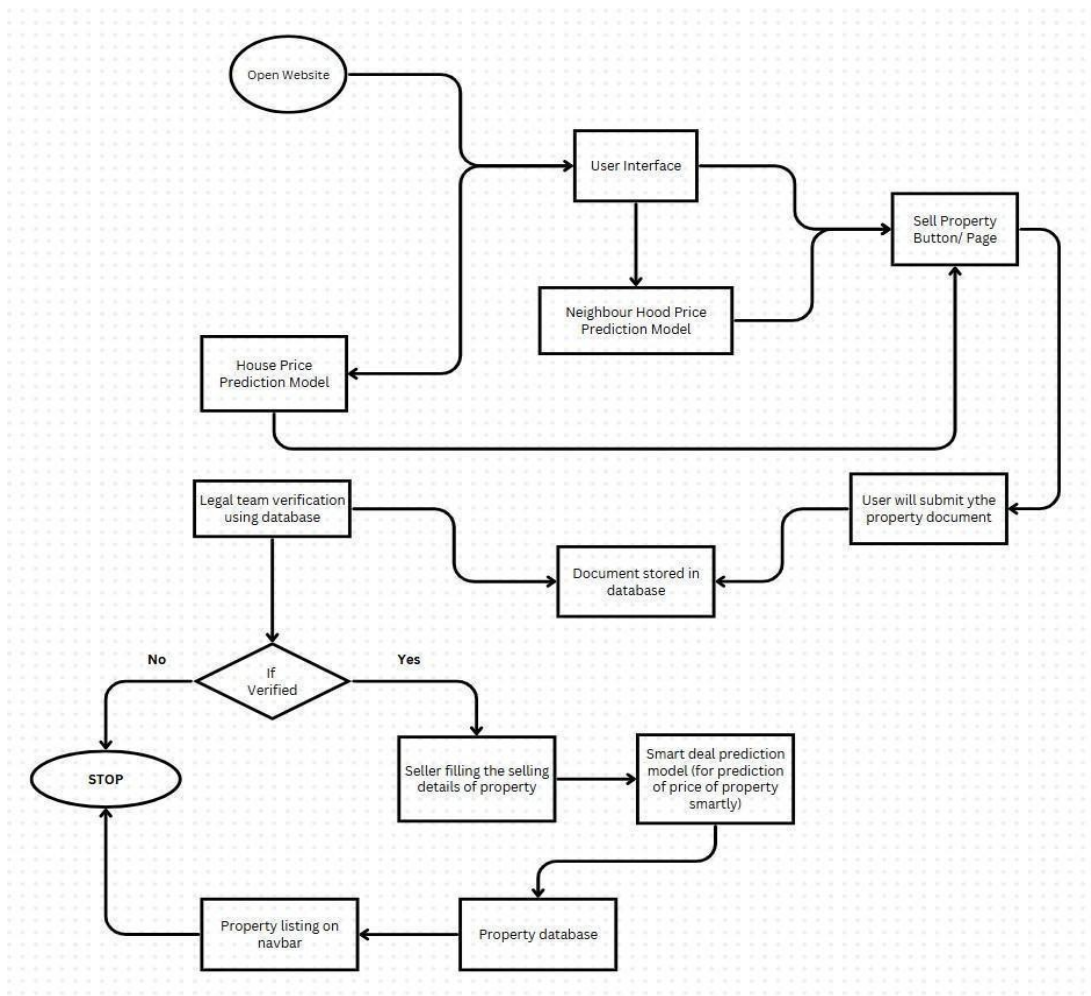 Open Website
User Interface
Sell Property
Button/ Page
Neighbour Hood Price
Prediction Model
House Price
Prediction Model
Legal team verification
using database
User will submit ythe
property document
Document stored in
database
No
If
Verified
Yes
STOP
Seller filling the selling
details of property
Smart deal prediction
model (for prediction
of price of property
smartly)
Property listing on
navbar
Property database